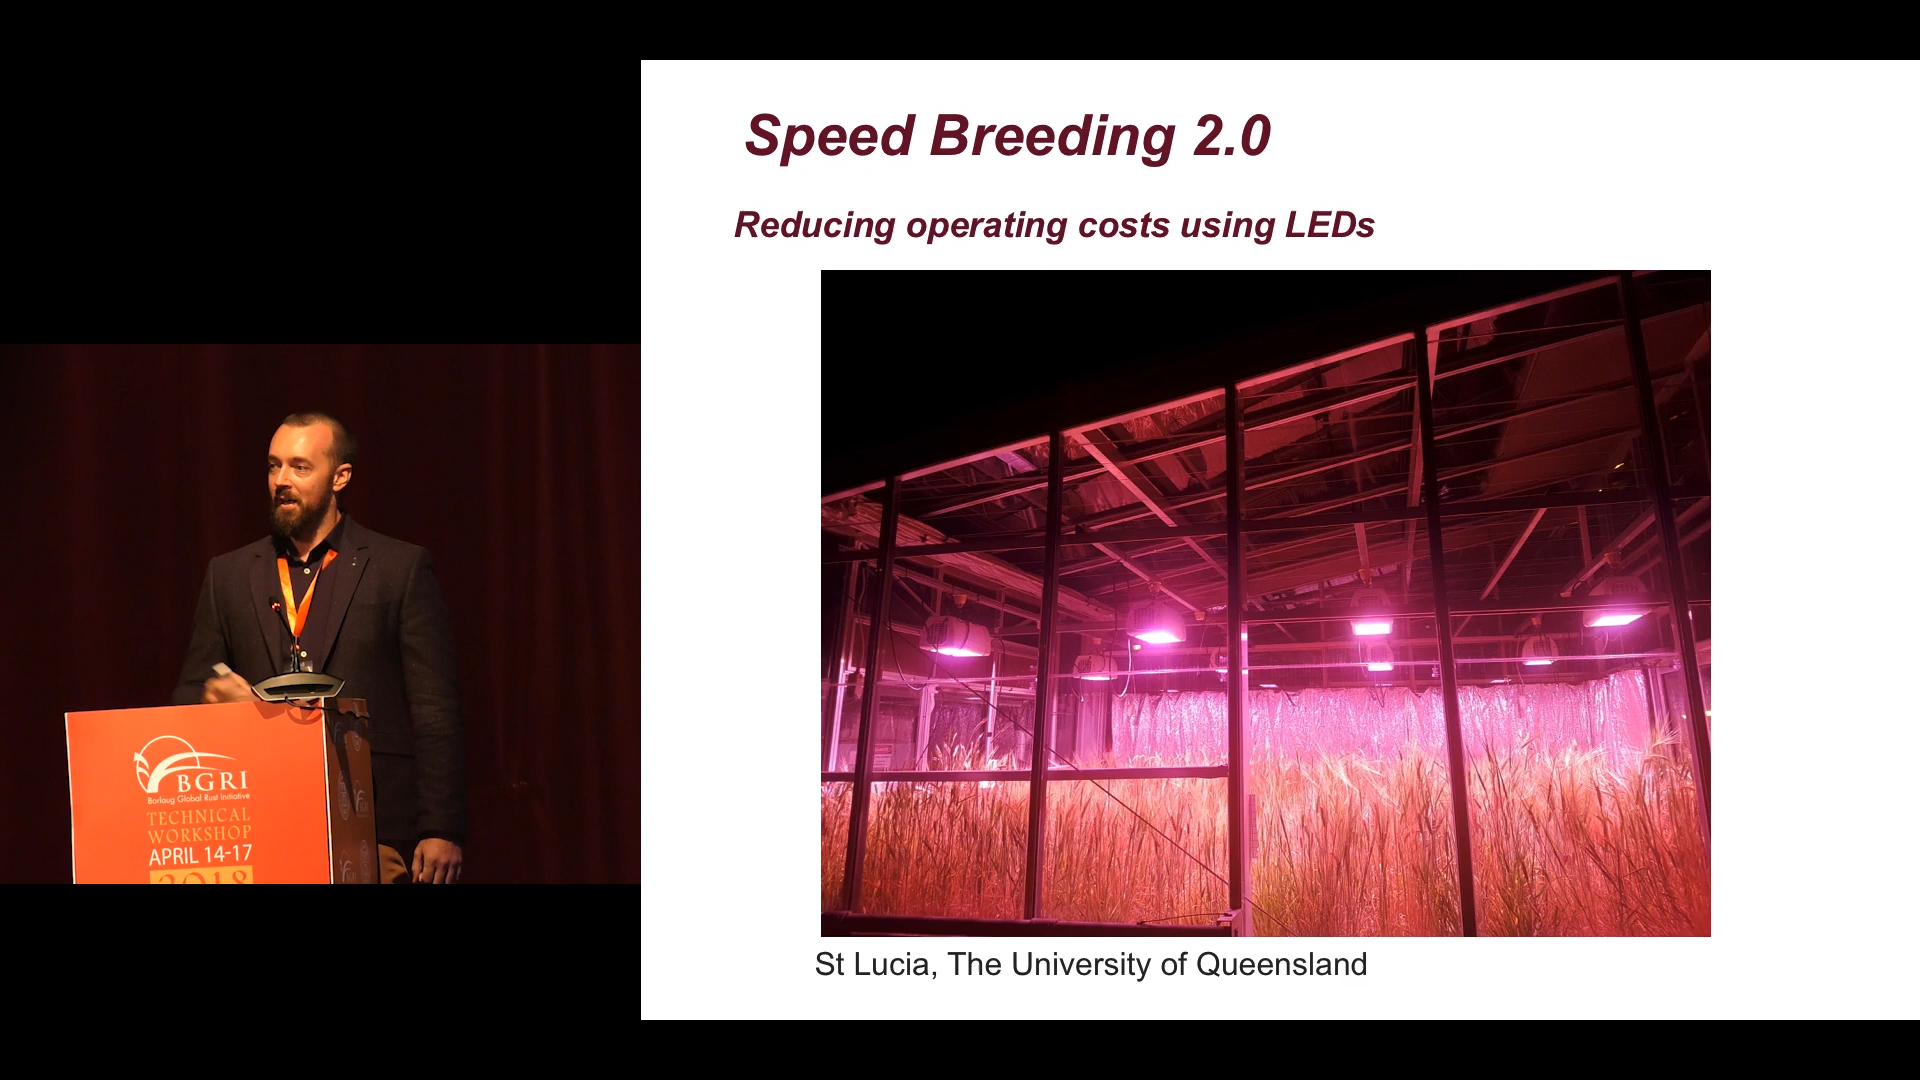 Speed Breeding 2.0
Reducing operating costs using LEDs
St Lucia, The University of Queensland
BGRI
Borlaug Global Rust Initiative
TECHNICAL
WORKSHOP
APRIL 14-17
2018